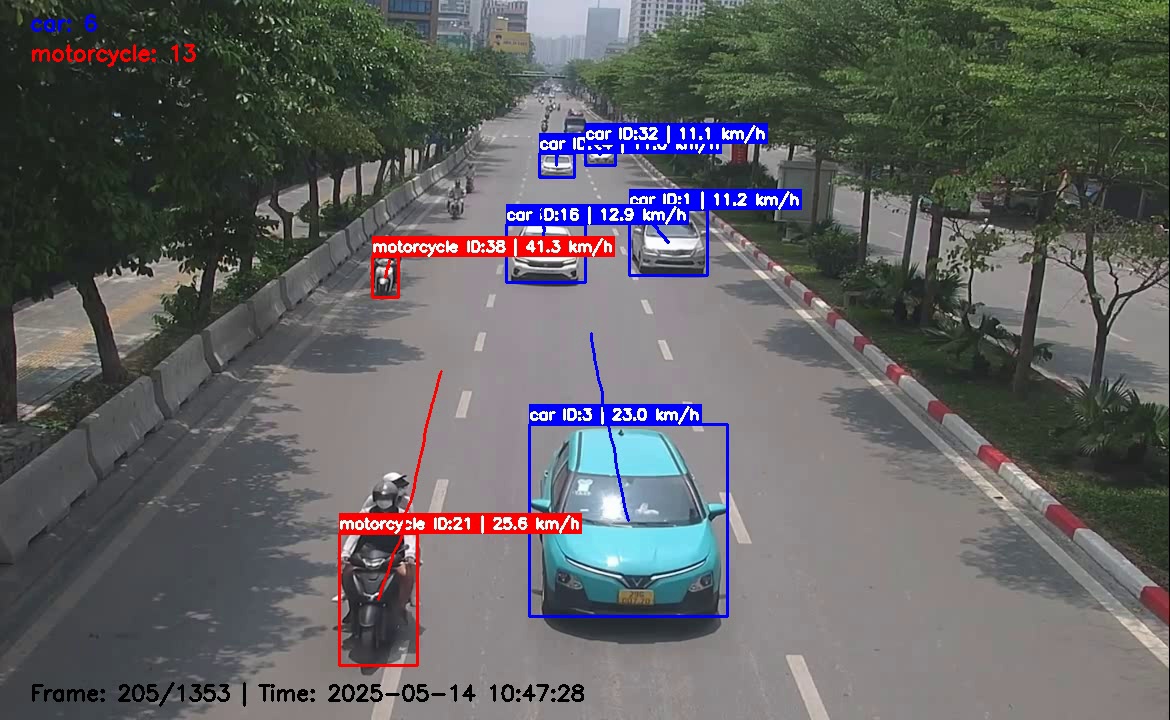 car: 6
motorcycle: 13
car ID:32 | 11.1 km/h
car
car ID:1 | 11.2 km/h
car ID:16 | 12.9 km/h
motorcycle ID:38 | 41.3 km/h
car ID:3 | 23.0 km/h
motorcycle ID:21 | 25.6 km/h
Frame: 205/1353 | Time: 2025-05-14 10:47:28